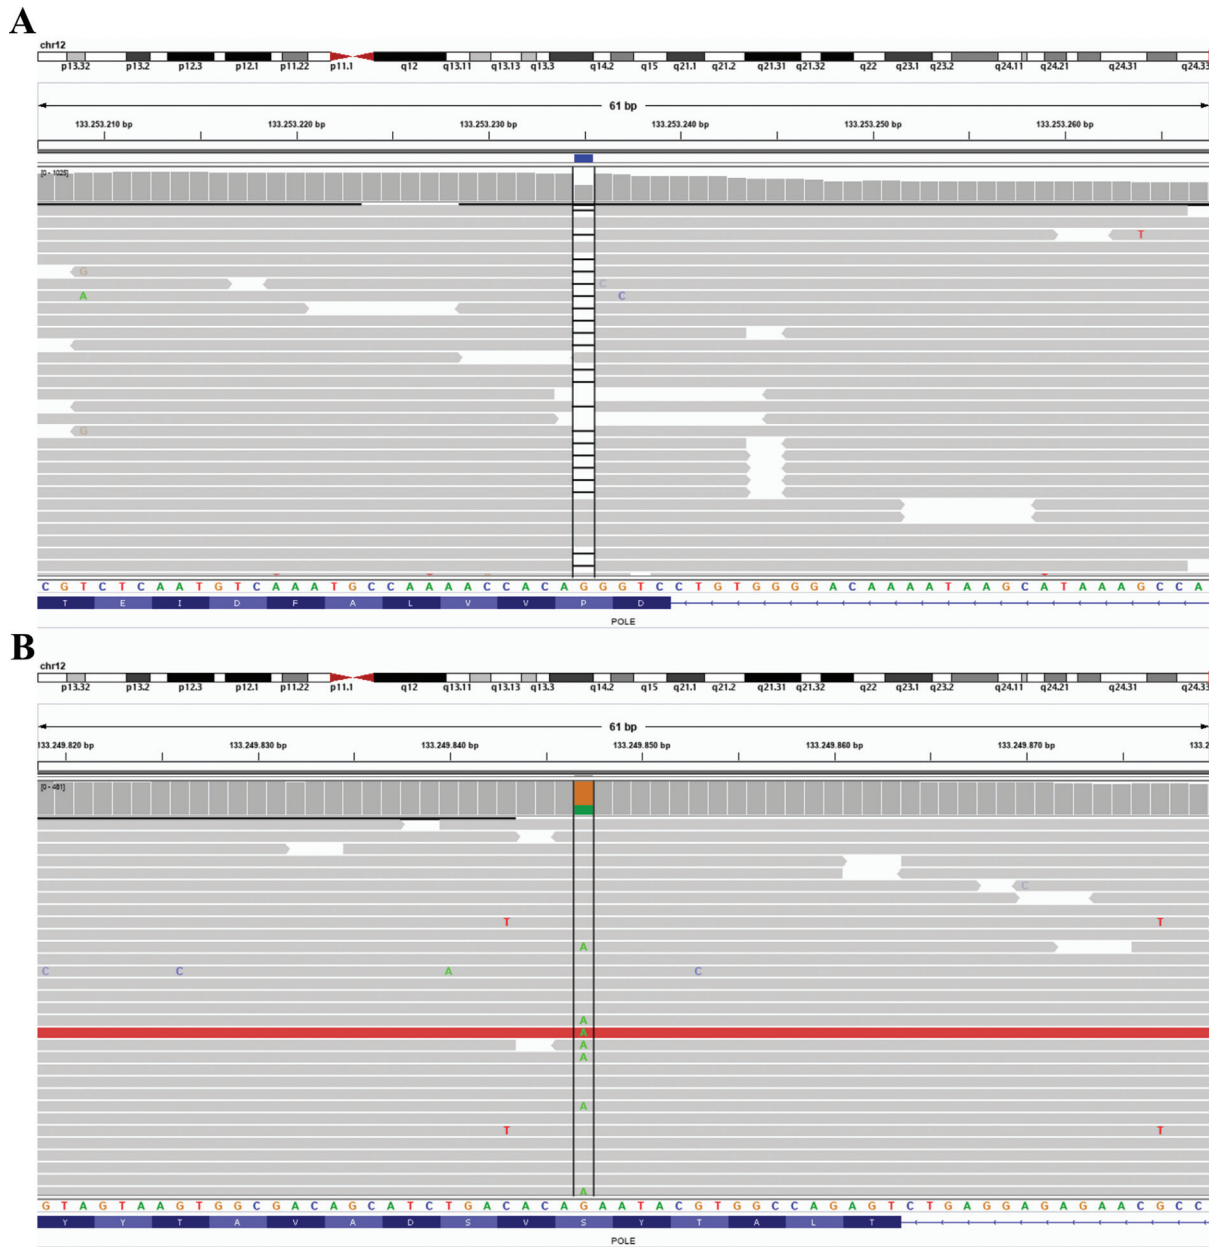 A
chr12
p13.32 p13.2 p12.3 p12.1 p11.22 p11.1 q12 q13.11 q13.13 q13.3 q14.2 q15 q21.1 q21.2 q21.31 q21.32 q22 q23.1 q23.2 q24.11 q24.21 q24.31 q24.33
61 bp
133.253.210 bp 133.253.220 bp 133.253.230 bp 133.253.240 bp 133.253.250 bp 133.253.260 bp
[0 - 1025]
T
G
C
A C
G
C G T C T C A A T G T C A A A T G C C A A A A C C A C A G G G T C C T G T G G G G A C A A A A T A A G C A T A A A G C C A
T E I D F A L V V P D
POLE
B
chr12
p13.32 p13.2 p12.3 p12.1 p11.22 p11.1 q12 q13.11 q13.13 q13.3 q14.2 q15 q21.1 q21.2 q21.31 q21.32 q22 q23.1 q23.2 q24.11 q24.21 q24.31 q24.33
61 bp
133.249.820 bp 133.249.830 bp 133.249.840 bp 133.249.850 bp 133.249.860 bp 133.249.870 bp 133.2
[0 - 481]
C
T T
A
C C A C
A
A
A
A
A
T T
A
G T A G T A A G T G G C G A C A G C A T C T G A C A C A G A A T A C G T G G C C A G A G T C T G A G G A G A G A A C G C C
Y Y T A V A D S V S Y T A L T
POLE